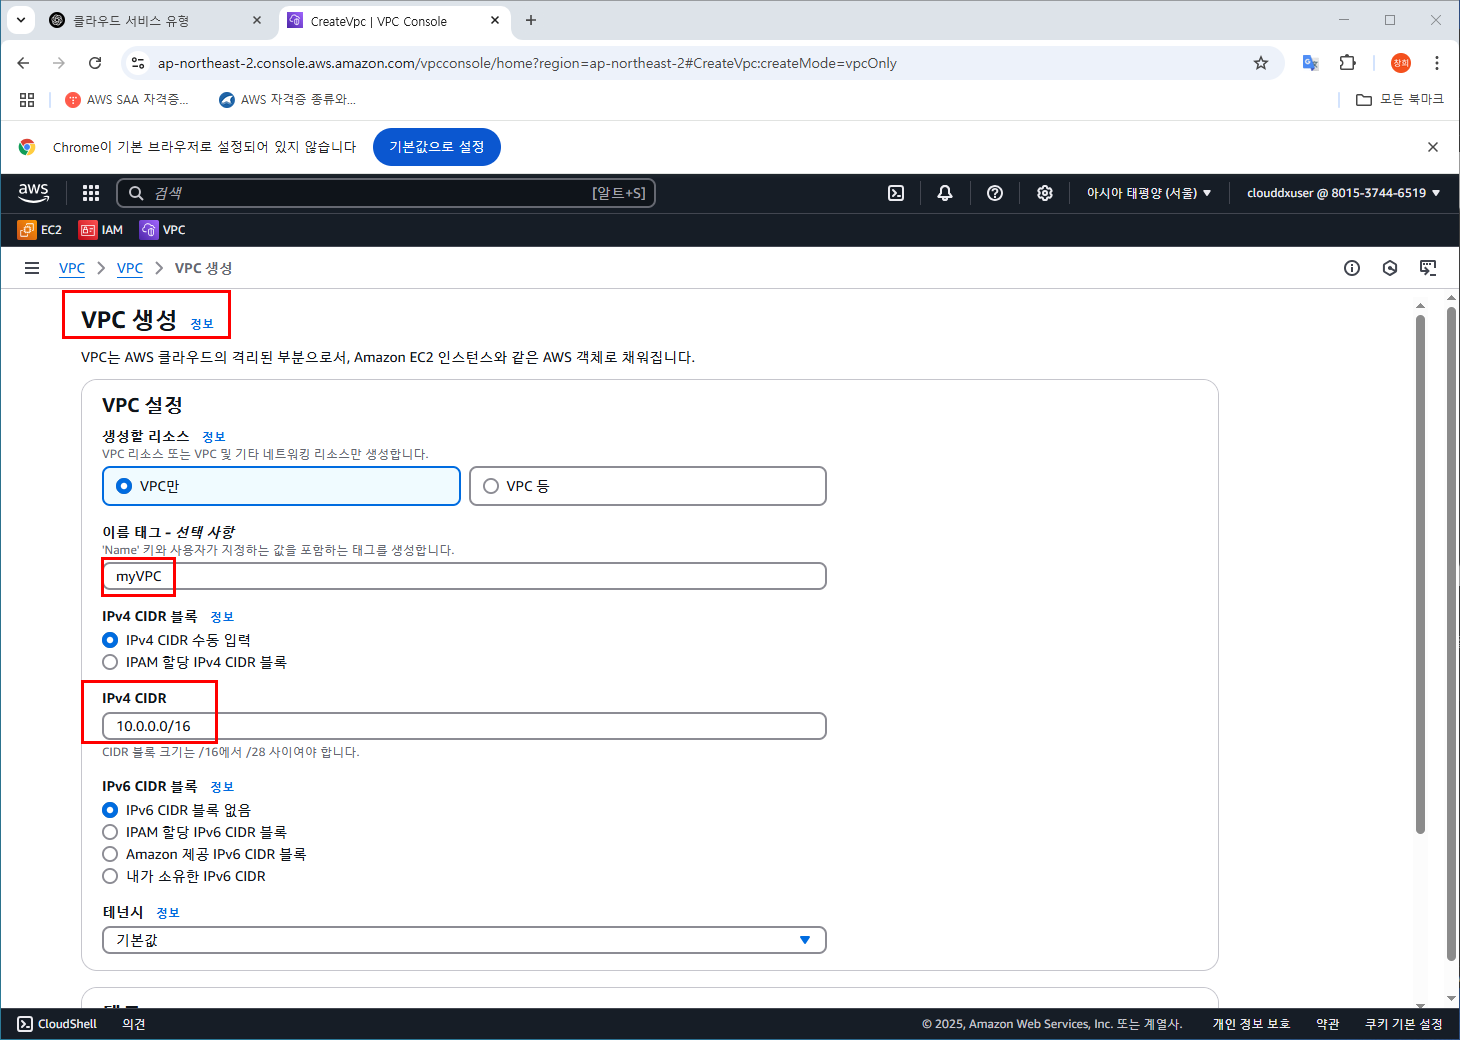 클라우드 서비스 유형
CreateVpc | VPC Console
ap-northeast-2.console.aws.amazon.com/vpcconsole/home?region=ap-northeast-2#CreateVpc:createMode=vpcOnly
창희
AWS SAA 자격증...
AWS 자격증 종류와...
모든 북마크
Chrome이 기본 브라우저로 설정되어 있지 않습니다
기본값으로 설정
aws
검색
[알트+S]
아시아 태평양 (서울)
clouddxuser @ 8015-3744-6519
EC2
IAM
VPC
VPC
VPC
VPC 생성
VPC 생성 정보
VPC는 AWS 클라우드의 격리된 부분으로서, Amazon EC2 인스턴스와 같은 AWS 객체로 채워집니다.
VPC 설정
생성할 리소스 정보
VPC 리소스 또는 VPC 및 기타 네트워킹 리소스만 생성합니다.
VPC만
VPC 등
이름 태그 - 선택 사항
'Name' 키와 사용자가 지정하는 값을 포함하는 태그를 생성합니다.
myVPC
IPv4 CIDR 블록 정보
IPv4 CIDR 수동 입력
IPAM 할당 IPv4 CIDR 블록
IPv4 CIDR
10.0.0.0/16
CIDR 블록 크기는 /16에서 /28 사이여야 합니다.
IPv6 CIDR 블록 정보
IPv6 CIDR 블록 없음
IPAM 할당 IPv6 CIDR 블록
Amazon 제공 IPv6 CIDR 블록
내가 소유한 IPv6 CIDR
테넌시 정보
기본값
CloudShell
의견
© 2025, Amazon Web Services, Inc. 또는 계열사.
개인 정보 보호
약관
쿠키 기본 설정